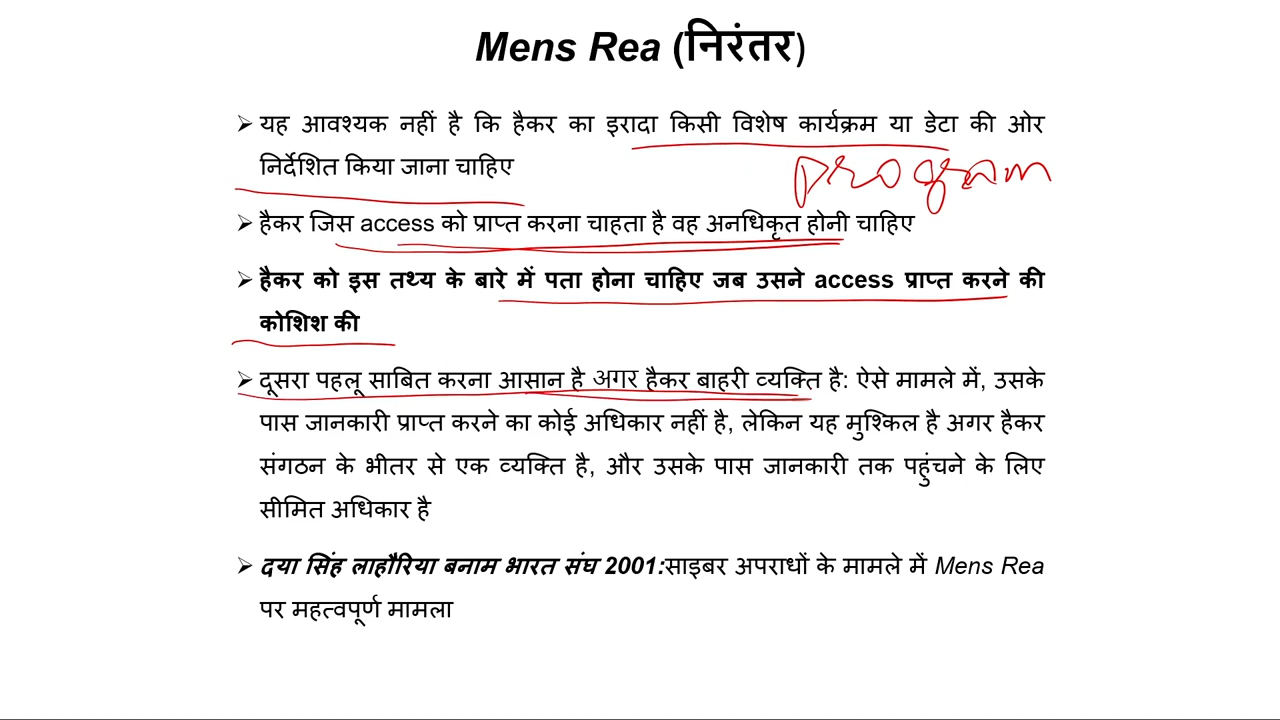 Mens Rea (निरंतर)
➢ यह आवश्यक नहीं है कि हैकर का इरादा किसी विशेष कार्यक्रम या डेटा की ओर
निर्देशित किया जाना चाहिए
program
➢ हैकर जिस access को प्राप्त करना चाहता है वह अनधिकृत होनी चाहिए
➢ हैकर को इस तथ्य के बारे में पता होना चाहिए जब उसने access प्राप्त करने की
कोशिश की
➢ दूसरा पहलू साबित करना आसान है अगर हैकर बाहरी व्यक्ति है: ऐसे मामले में, उसके
पास जानकारी प्राप्त करने का कोई अधिकार नहीं है, लेकिन यह मुश्किल है अगर हैकर
संगठन के भीतर से एक व्यक्ति है, और उसके पास जानकारी तक पहुंचने के लिए
सीमित अधिकार है
➢ दया सिंह लाहौरिया बनाम भारत संघ 2001:साइबर अपराधों के मामले में Mens Rea
पर महत्वपूर्ण मामला